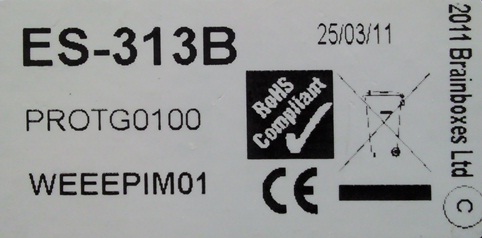 ES-313B
25/03/11
PROTG0100
RoHS
Compliant
WEEEPIM01
CE
© 2011 Brainboxes Ltd